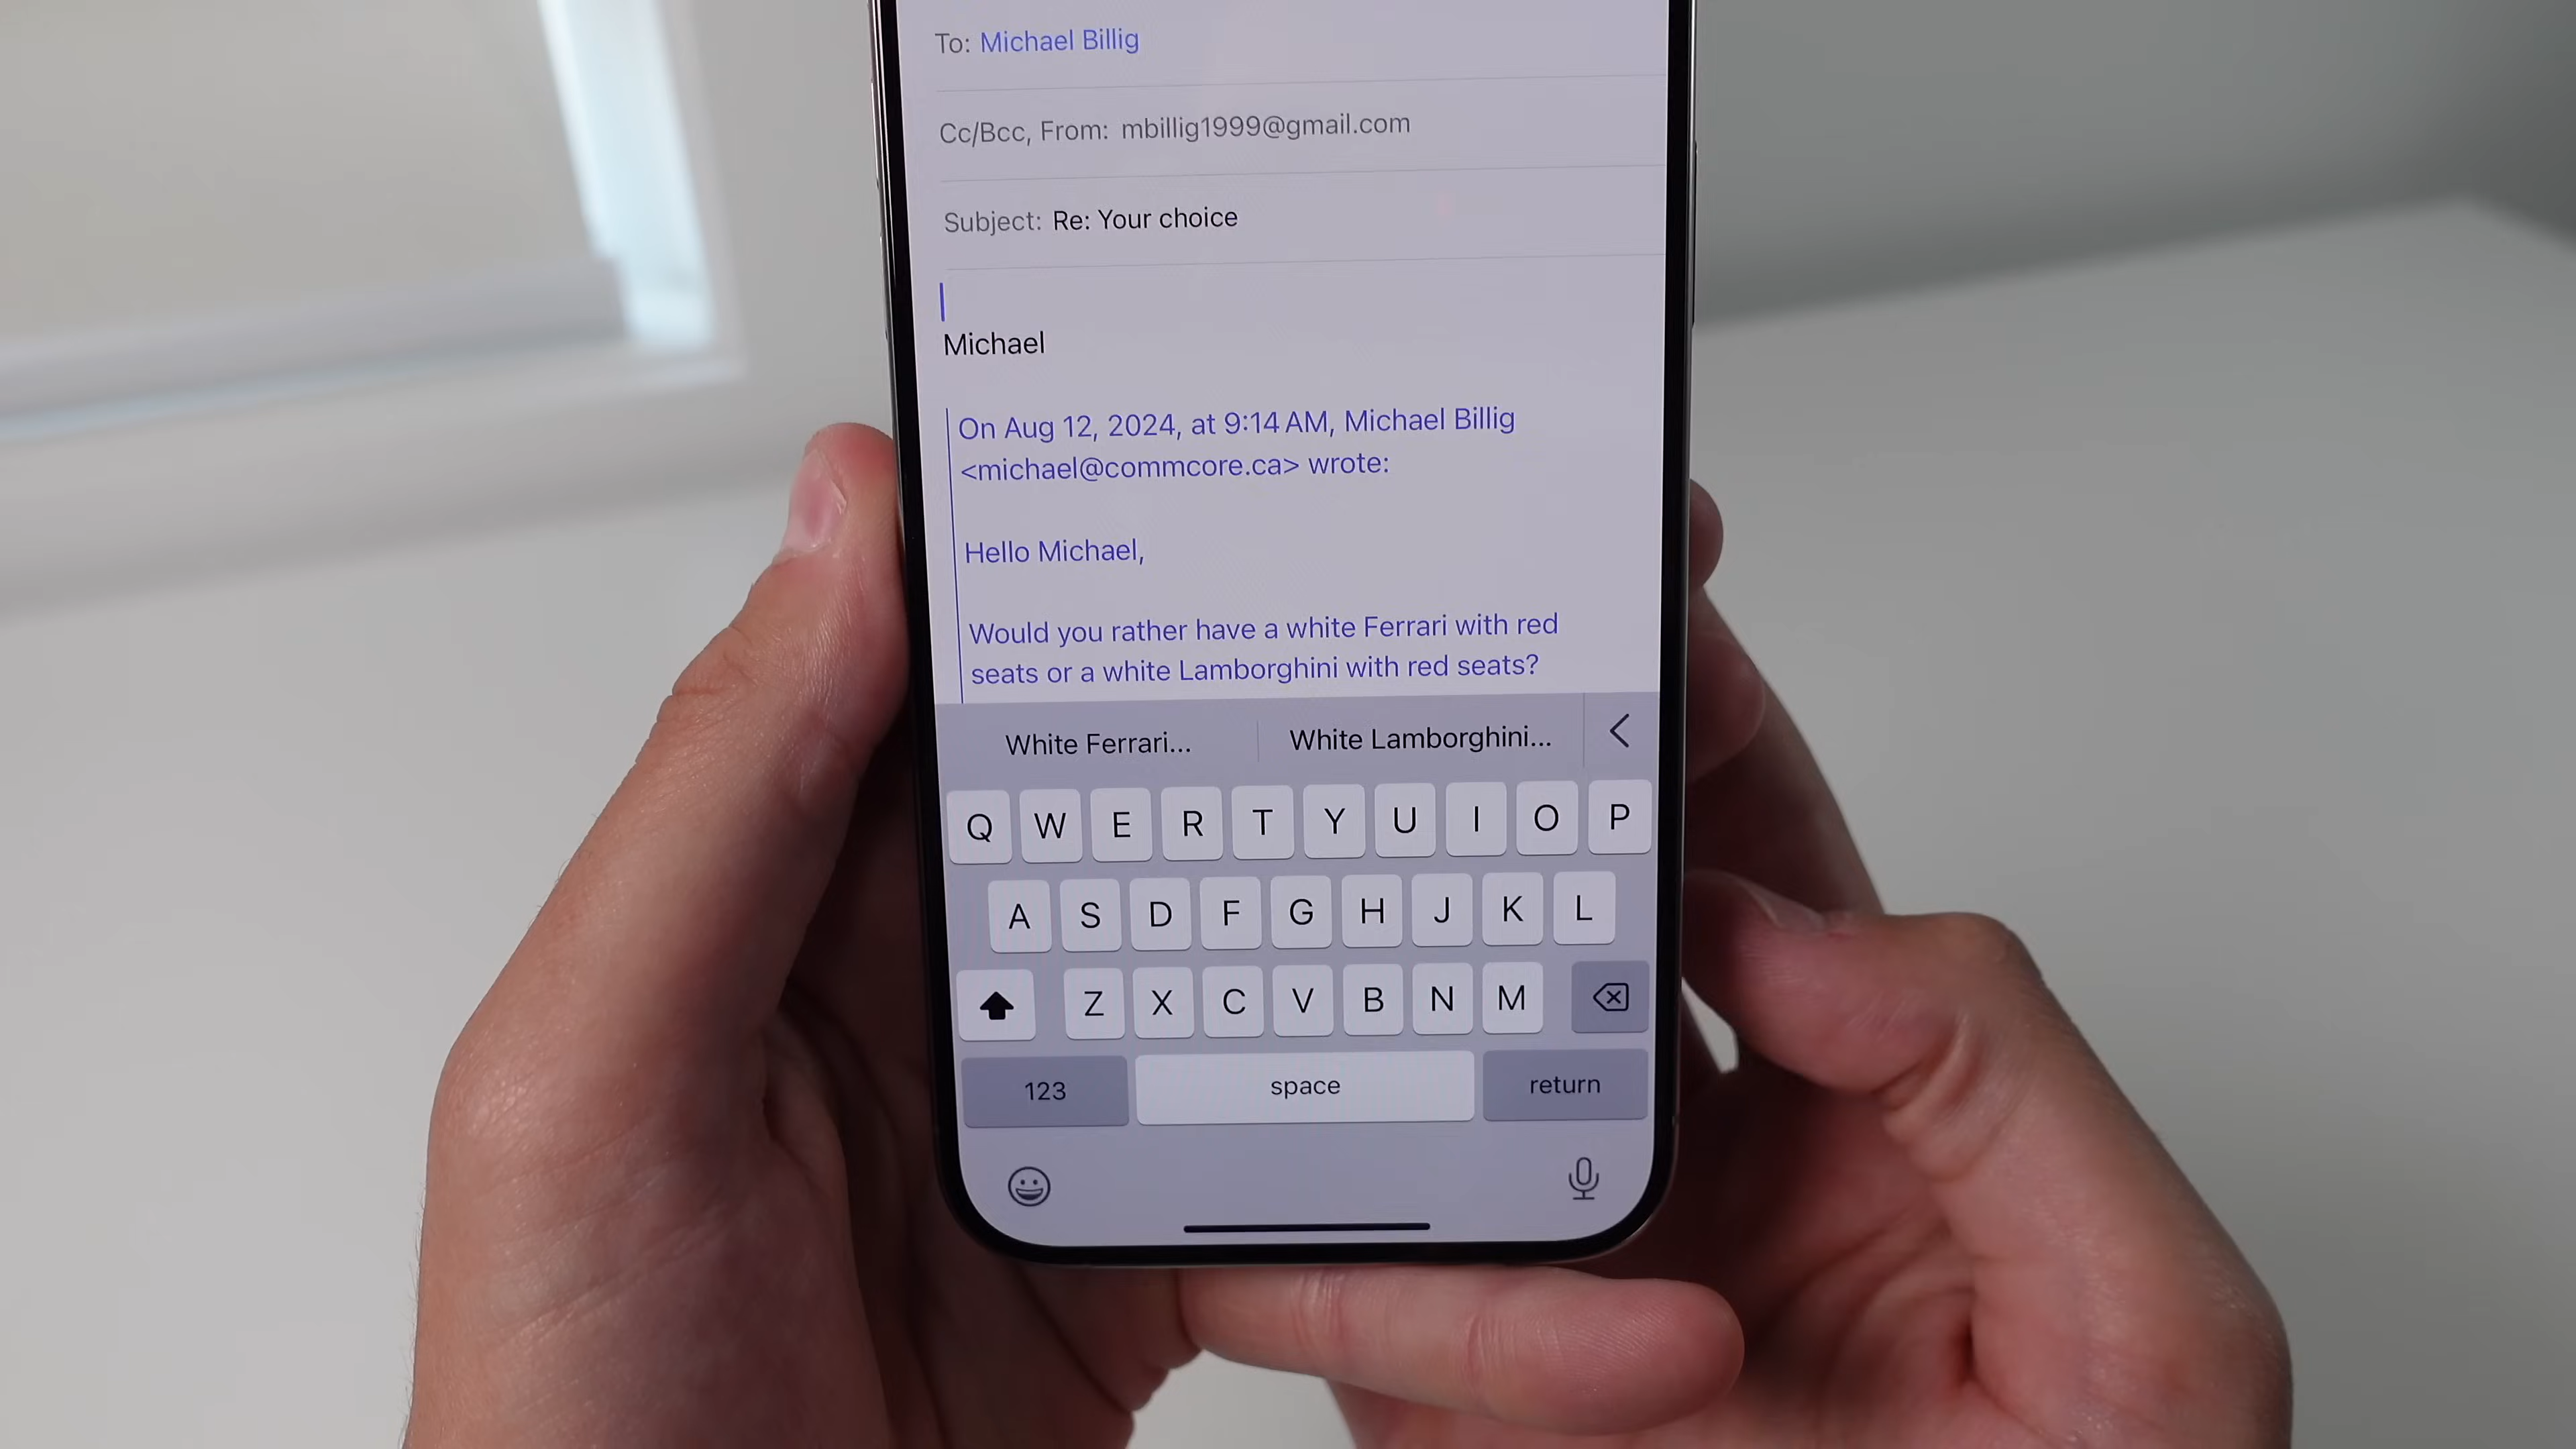 To: Michael Billig
Cc/Bcc, From: mbillig1999@gmail.com
Subject: Re: Your choice
Michael
On Aug 12, 2024, at 9:14 AM, Michael Billig
<michael@commcore.ca> wrote:
Hello Michael,
Would you rather have a white Ferrari with red
seats or a white Lamborghini with red seats?
White Ferrari... White Lamborghini...
Q W E R T Y U I O P
A S D F G H J K L
Z X C V B N M
123 space return